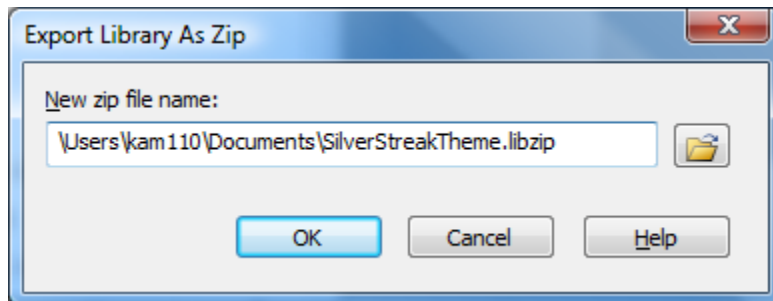 Export Library As Zip
New zip file name:
\Users\kam110\Documents\SilverStreakTheme.libzip
OK Cancel Help